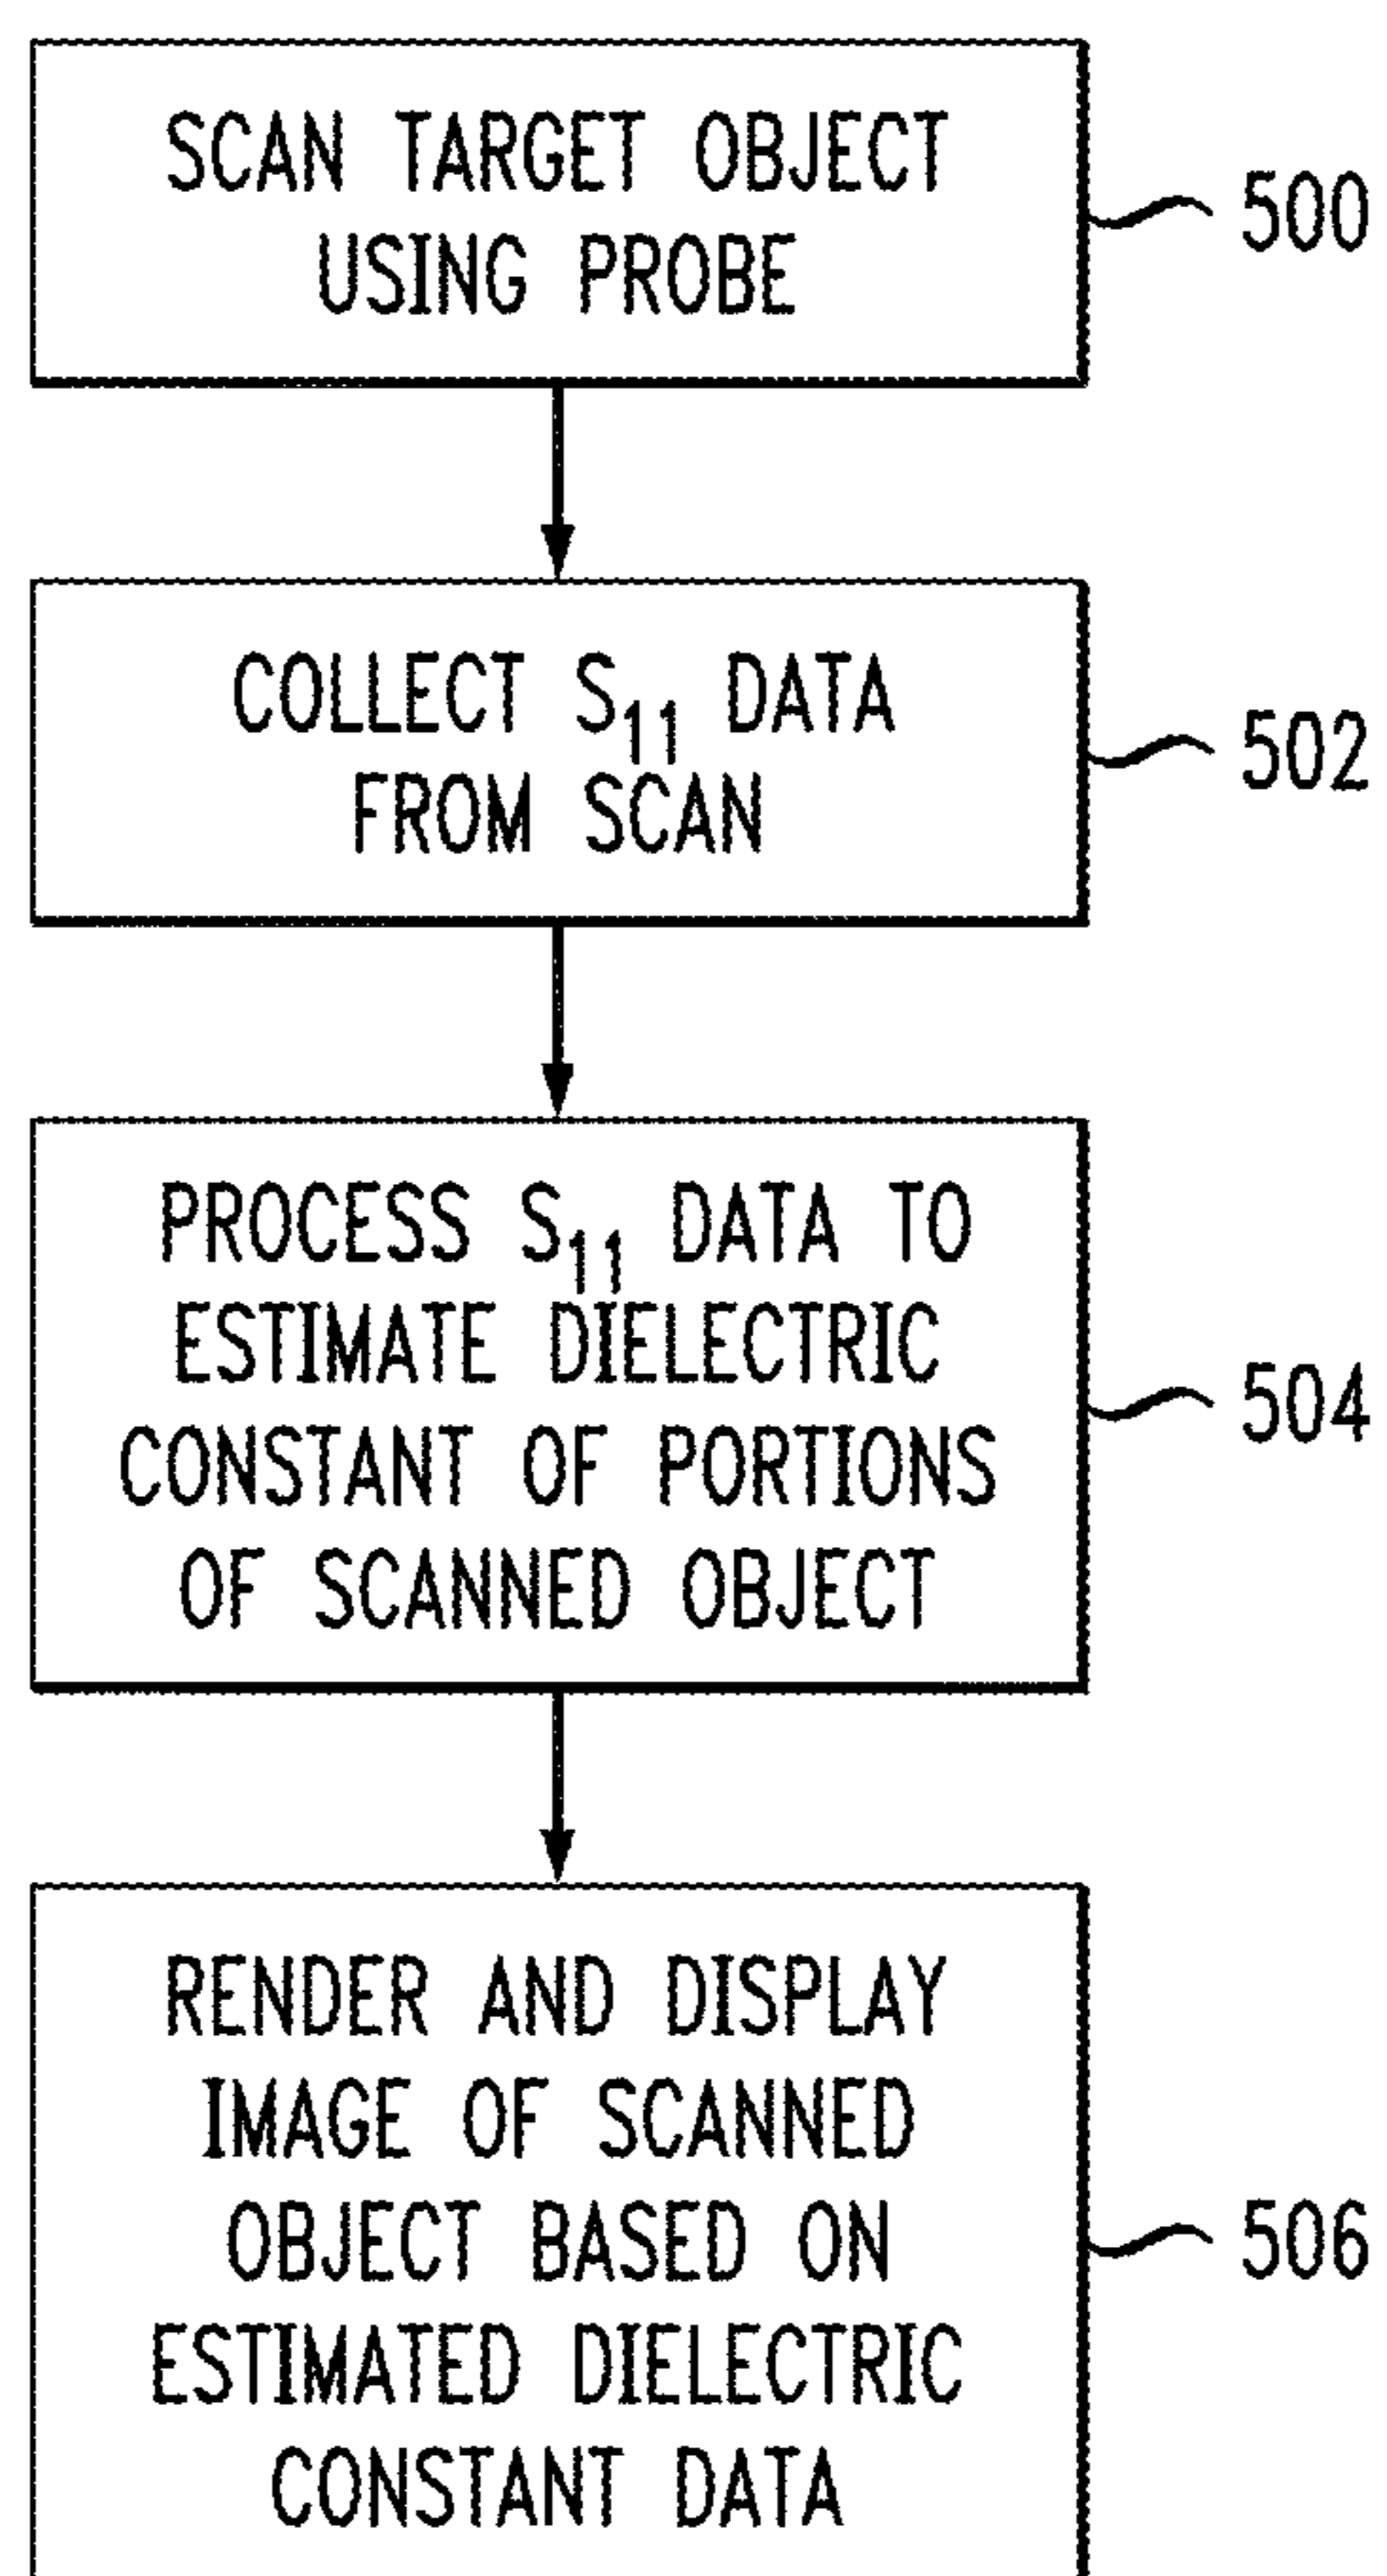 SCAN TARGET OBJECT
USING PROBE
500
COLLECT S₁₁ DATA
FROM SCAN
502
PROCESS S₁₁ DATA TO
ESTIMATE DIELECTRIC
CONSTANT OF PORTIONS
OF SCANNED OBJECT
504
RENDER AND DISPLAY
IMAGE OF SCANNED
OBJECT BASED ON
ESTIMATED DIELECTRIC
CONSTANT DATA
506